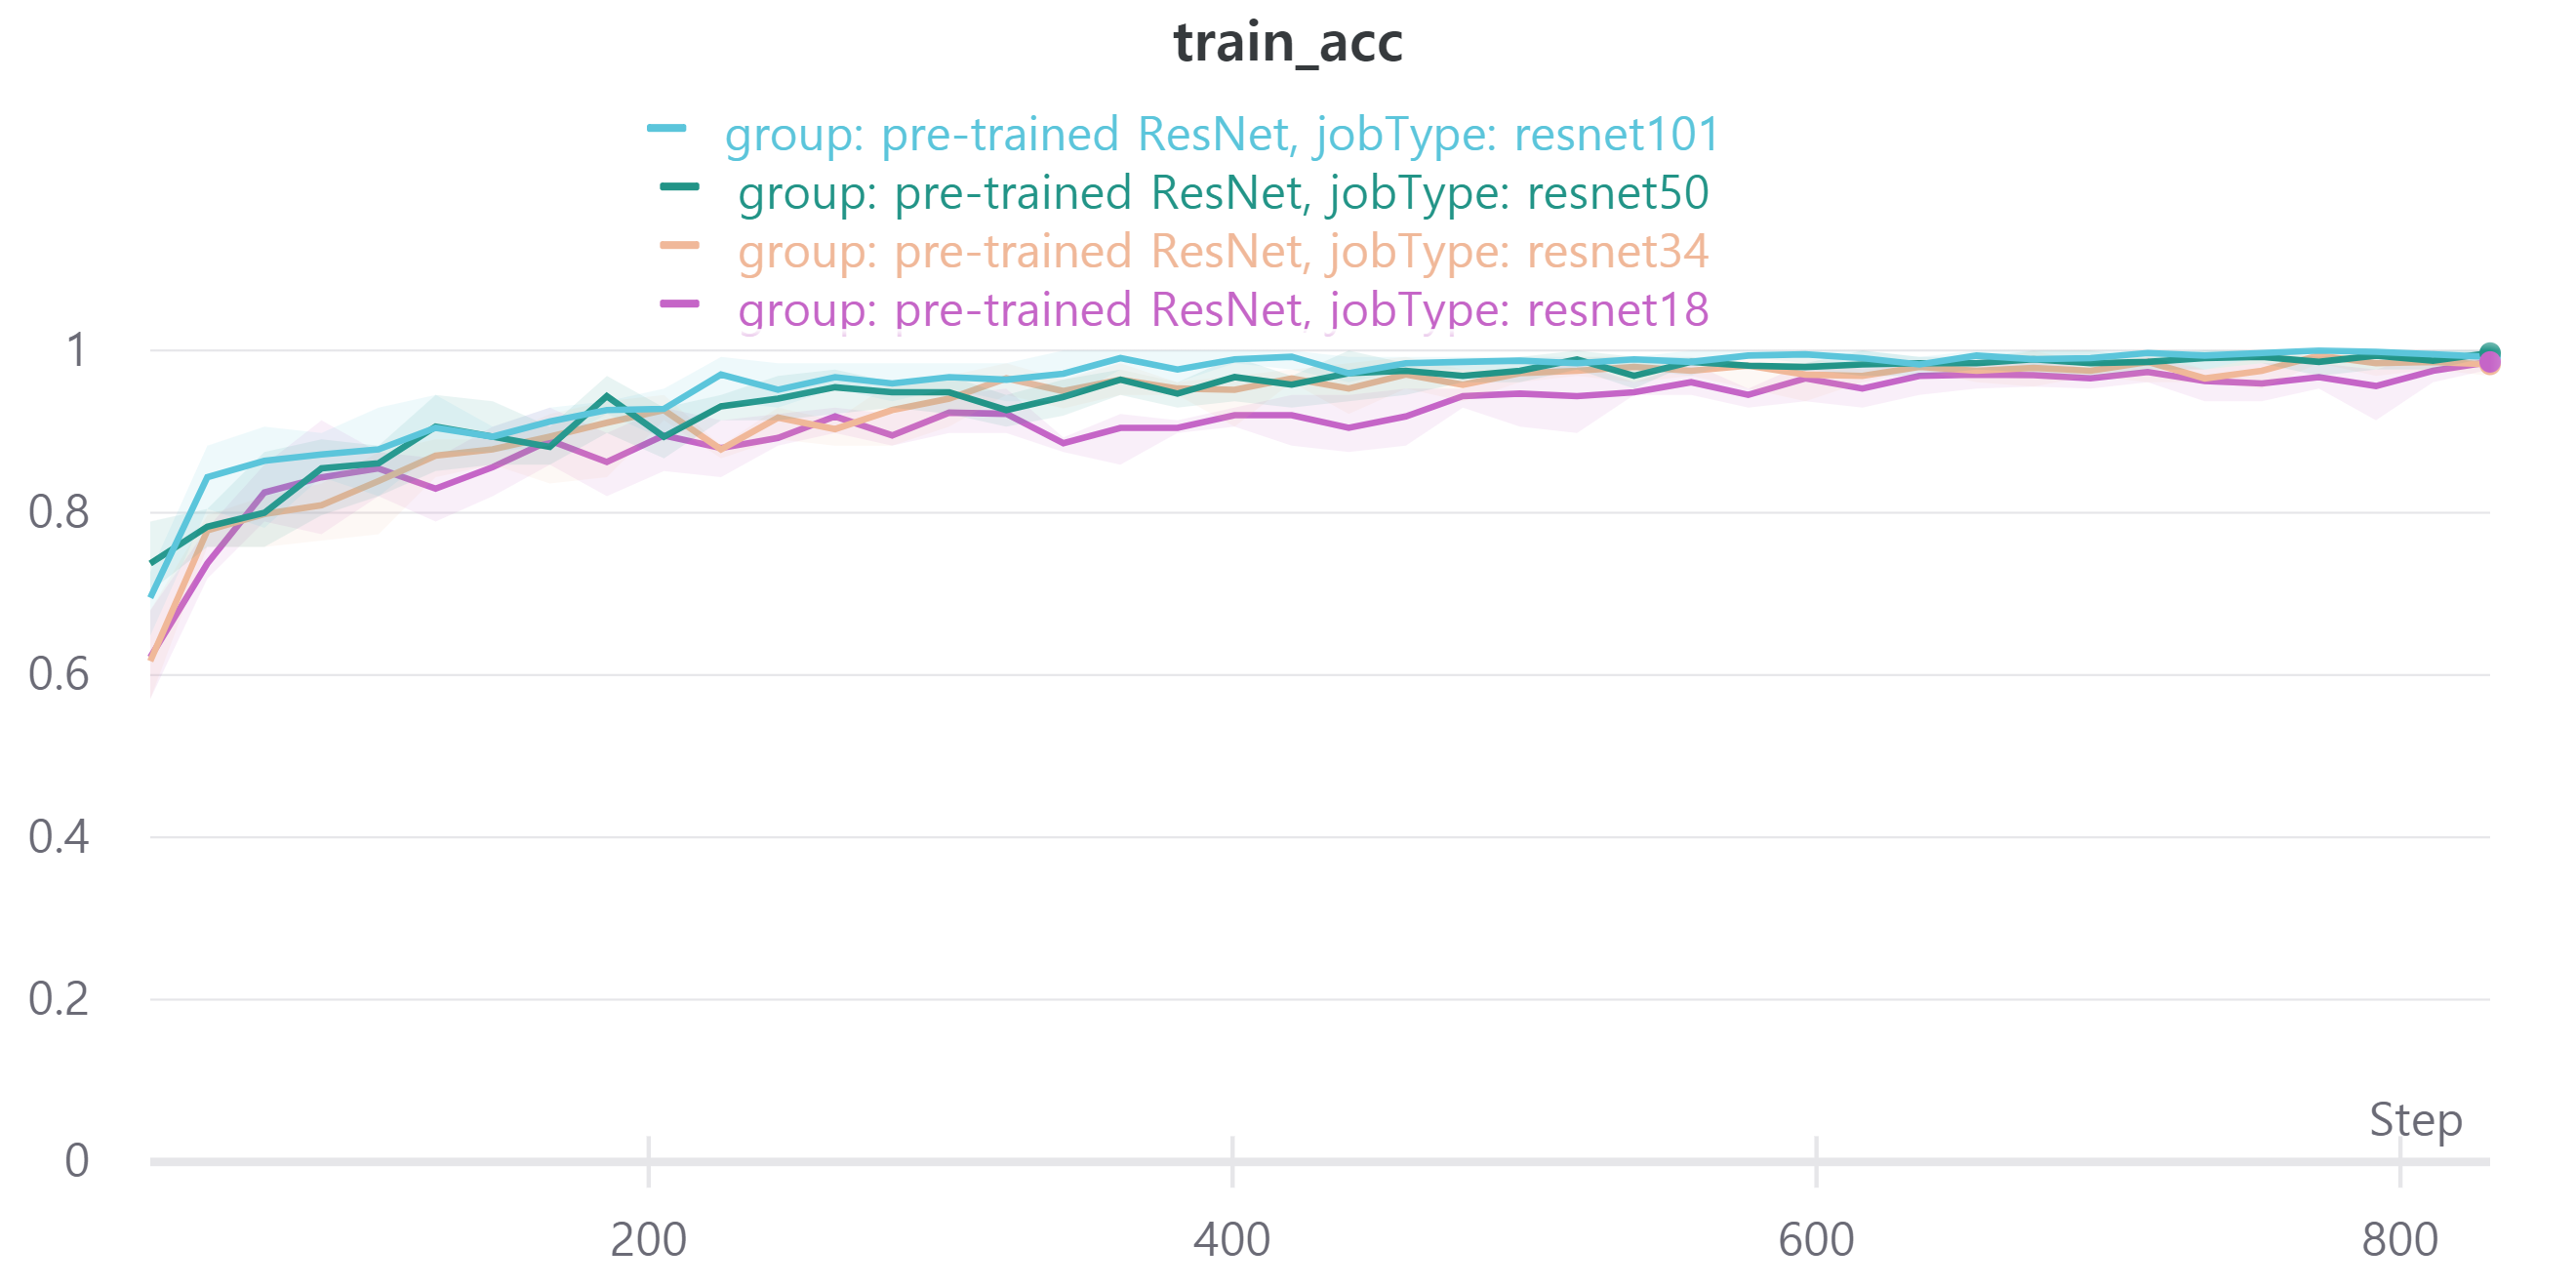 train_acc
group: pre-trained ResNet, jobType: resnet101
group: pre-trained ResNet, jobType: resnet50
group: pre-trained ResNet, jobType: resnet34
group: pre-trained ResNet, jobType: resnet18
1
0.8
0.6
0.4
0.2
0
Step
200 400 600 800